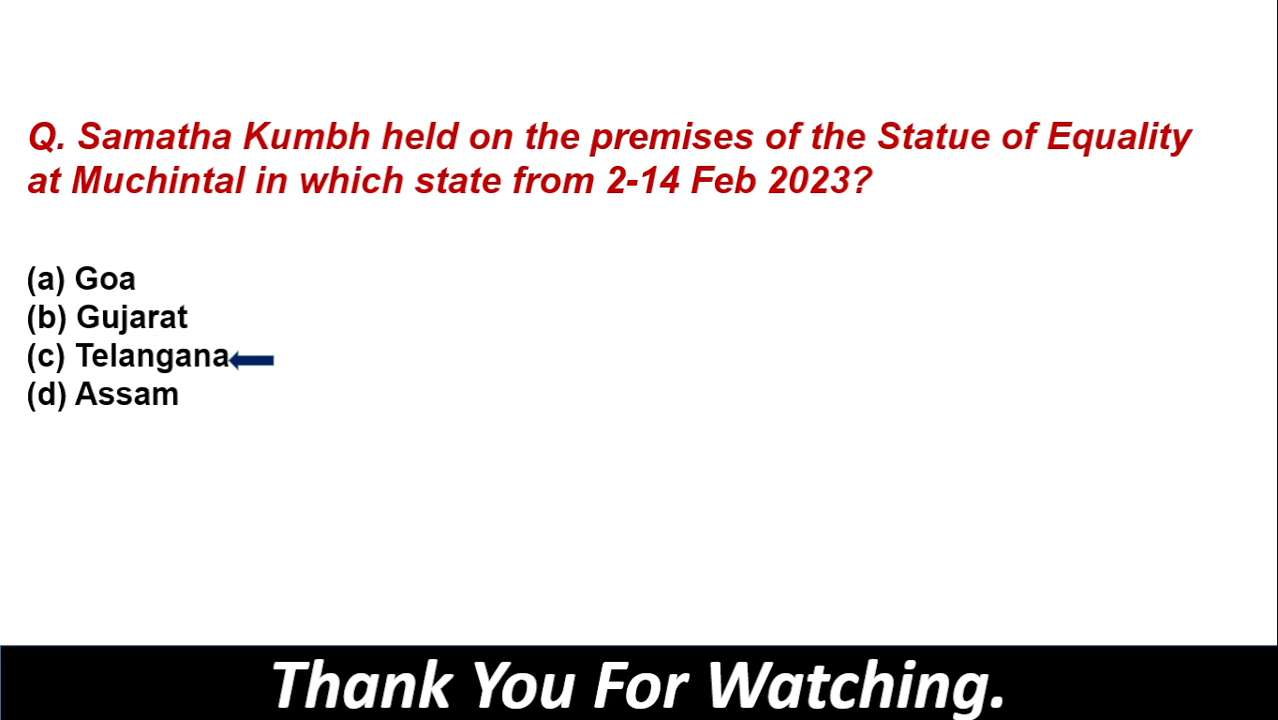 Q. Samatha Kumbh held on the premises of the Statue of Equality
at Muchintal in which state from 2-14 Feb 2023?
(a) Goa
(b) Gujarat
(c) Telangana
(d) Assam
Thank You For Watching.